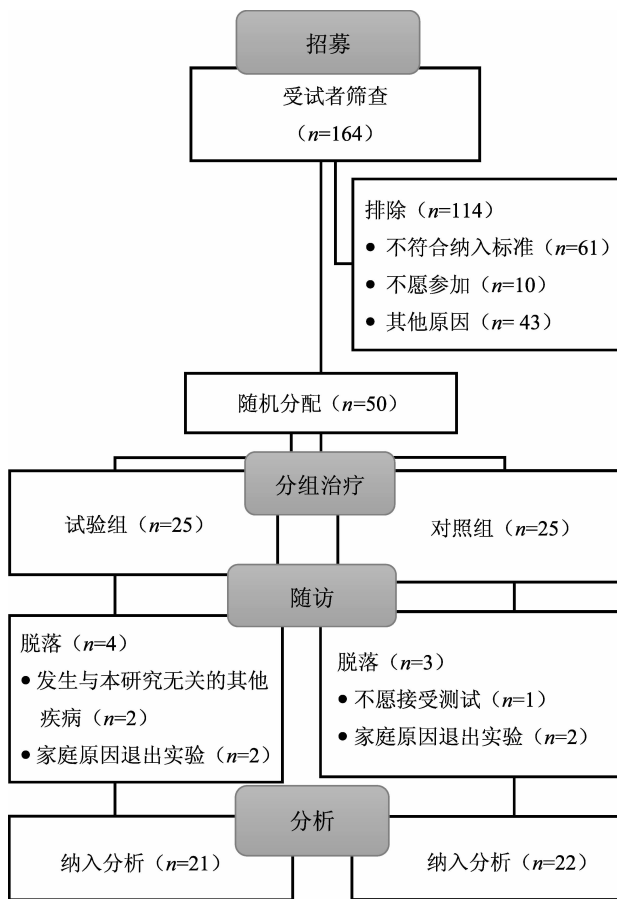 招募
受试者筛查
（n=164）
排除（n=114）
● 不符合纳入标准（n=61）
● 不愿参加（n=10）
● 其他原因（n= 43）
随机分配（n=50）
分组治疗
试验组（n=25）
对照组（n=25）
随访
脱落（n=4）
● 发生与本研究无关的其他
疾病（n=2）
● 家庭原因退出实验（n=2）
脱落（n=3）
● 不愿接受测试（n=1）
● 家庭原因退出实验（n=2）
分析
纳入分析（n=21）
纳入分析（n=22）